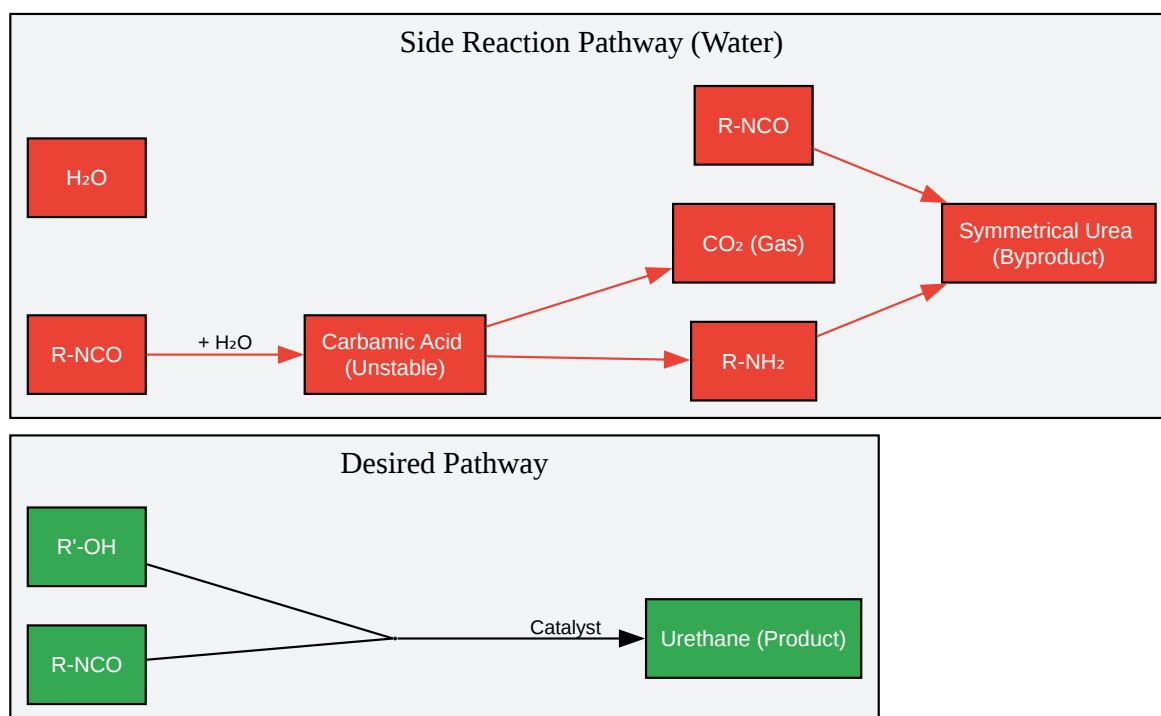 Side Reaction Pathway (Water)
R-NCO
H₂O
CO₂ (Gas)
Symmetrical Urea
(Byproduct)
R-NCO
+ H₂O
Carbamic Acid
(Unstable)
R-NH₂
Desired Pathway
R'-OH
R-NCO
Catalyst
Urethane (Product)